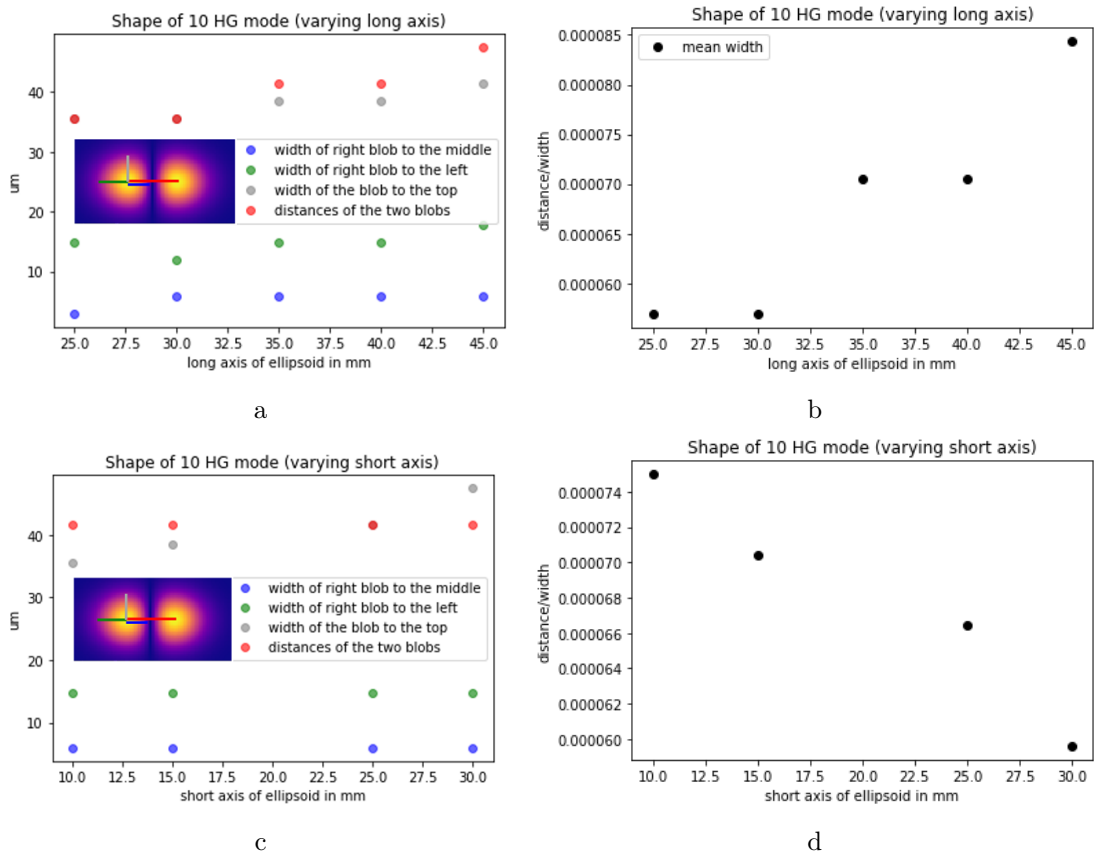 Shape of 10 HG mode (varying long axis)
um
40
30
20
10
width of right blob to the middle
width of right blob to the left
width of the blob to the top
distances of the two blobs
25.0 27.5 30.0 32.5 35.0 37.5 40.0 42.5 45.0
long axis of ellipsoid in mm
a
Shape of 10 HG mode (varying long axis)
distance/width
0.000085
0.000080
0.000075
0.000070
0.000065
0.000060
mean width
25.0 27.5 30.0 32.5 35.0 37.5 40.0 42.5 45.0
long axis of ellipsoid in mm
b
Shape of 10 HG mode (varying short axis)
um
40
30
20
10
width of right blob to the middle
width of right blob to the left
width of the blob to the top
distances of the two blobs
10.0 12.5 15.0 17.5 20.0 22.5 25.0 27.5 30.0
short axis of ellipsoid in mm
c
Shape of 10 HG mode (varying short axis)
distance/width
0.000074
0.000072
0.000070
0.000068
0.000066
0.000064
0.000062
0.000060
10.0 12.5 15.0 17.5 20.0 22.5 25.0 27.5 30.0
short axis of ellipsoid in mm
d